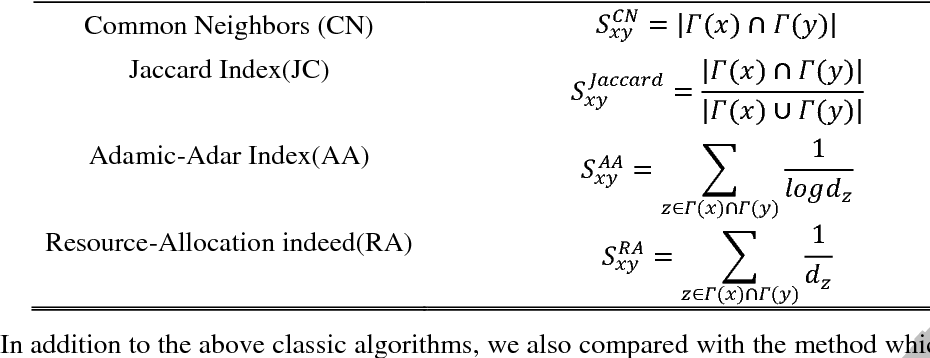 Common Neighbors (CN) $S_{xy}^{CN} = |\Gamma(x) \cap \Gamma(y)|$
Jaccard Index(JC) $S_{xy}^{Jaccard} = \frac{|\Gamma(x) \cap \Gamma(y)|}{|\Gamma(x) \cup \Gamma(y)|}$
Adamic-Adar Index(AA) $S_{xy}^{AA} = \sum_{z \in \Gamma(x) \cap \Gamma(y)} \frac{1}{log d_z}$
Resource-Allocation indeed(RA) $S_{xy}^{RA} = \sum_{z \in \Gamma(x) \cap \Gamma(y)} \frac{1}{d_z}$
In addition to the above classic algorithms, we also compared with the method